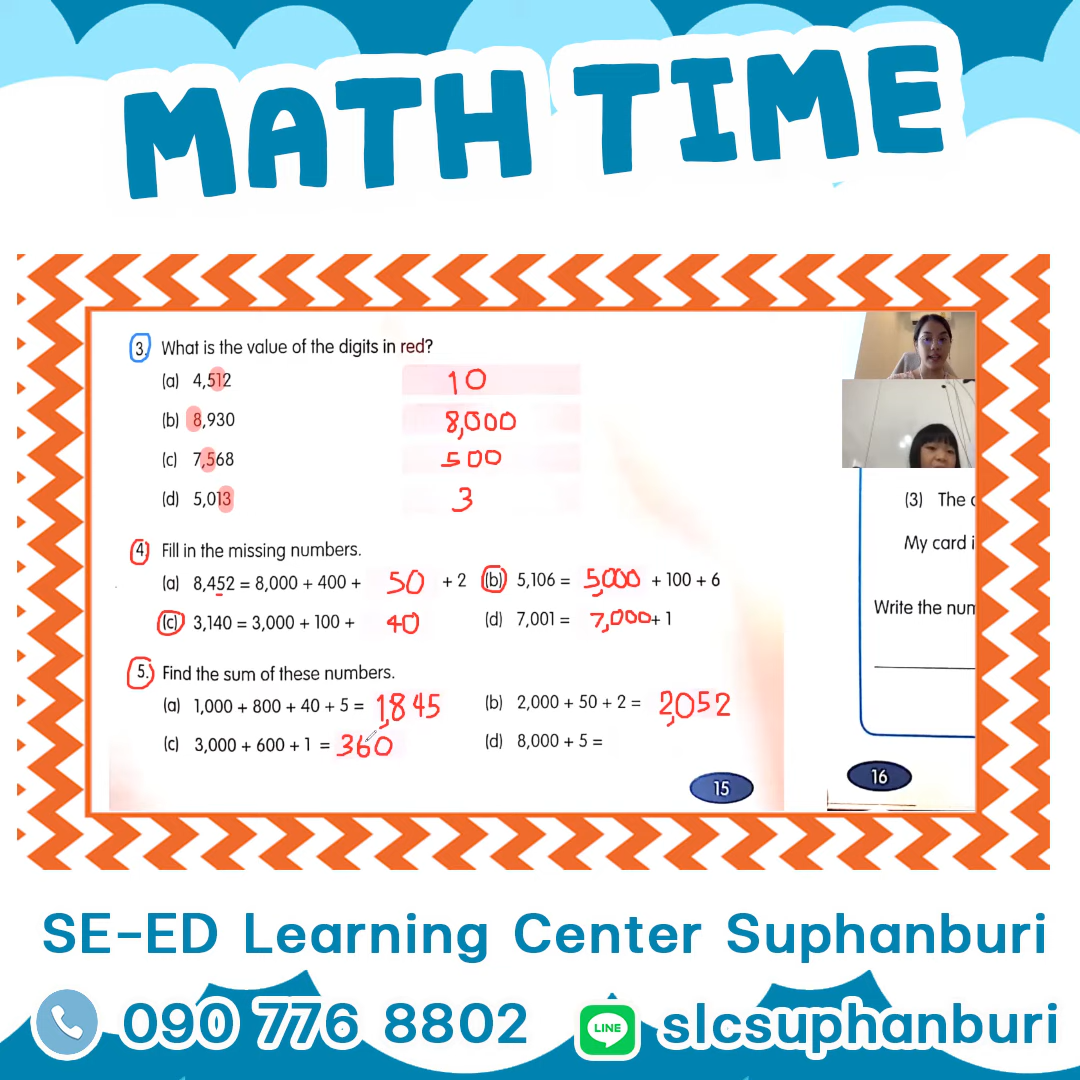 MATH TIME
3. What is the value of the digits in red?
(a) 4,512 10
(b) 8,930 8,000
(c) 7,568 500
(d) 5,013 3
4. Fill in the missing numbers.
(a) 8,452 = 8,000 + 400 + 50 + 2 (b) 5,106 = 5,000 + 100 + 6
(c) 3,140 = 3,000 + 100 + 40 (d) 7,001 = 7,000 + 1
5. Find the sum of these numbers.
(a) 1,000 + 800 + 40 + 5 = 1,845 (b) 2,000 + 50 + 2 = 2,052
(c) 3,000 + 600 + 1 = 360 (d) 8,000 + 5 =
15
(3) The
My card i
Write the num
16
SE-ED Learning Center Suphanburi
090 776 8802 LINE slcsuphanburi